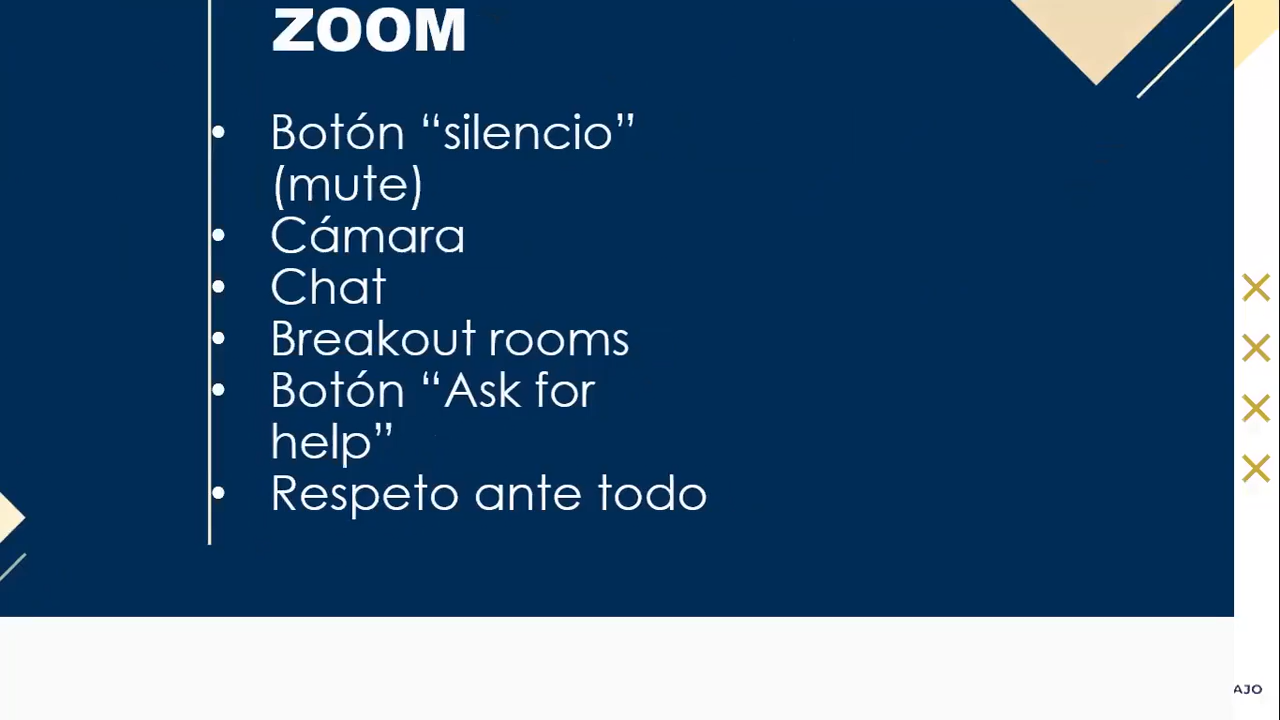 ZOOM
• Botón “silencio”
(mute)
• Cámara
• Chat
• Breakout rooms
• Botón “Ask for
help”
• Respeto ante todo
AJO